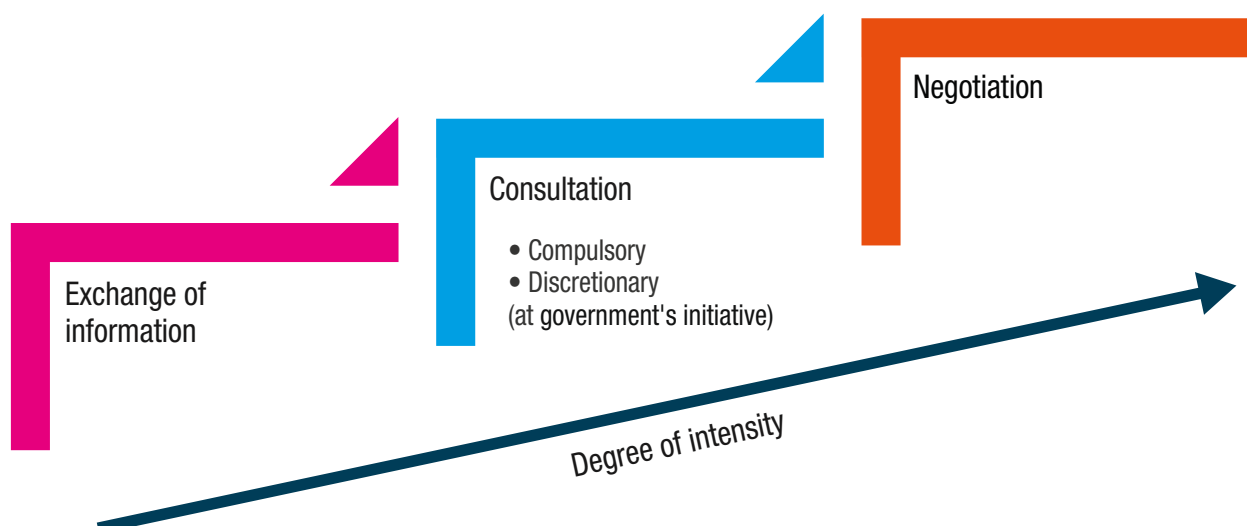 Negotiation
Consultation
• Compulsory
• Discretionary
(at government's initiative)
Exchange of
information
Degree of intensity